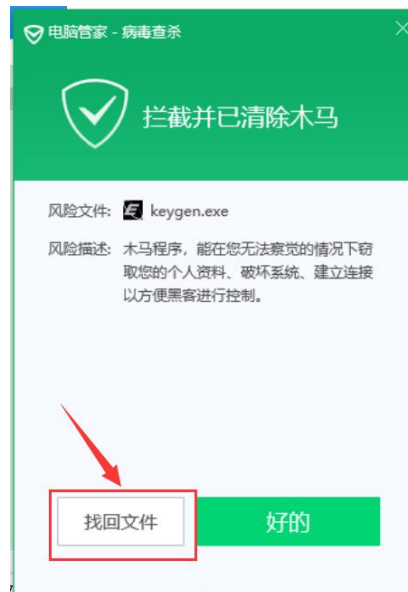 电脑管家 - 病毒查杀
拦截并已清除木马
风险文件: keygen.exe
风险描述: 木马程序，能在您无法察觉的情况下窃
取您的个人资料、破坏系统、建立连接
以方便黑客进行控制。
找回文件
好的